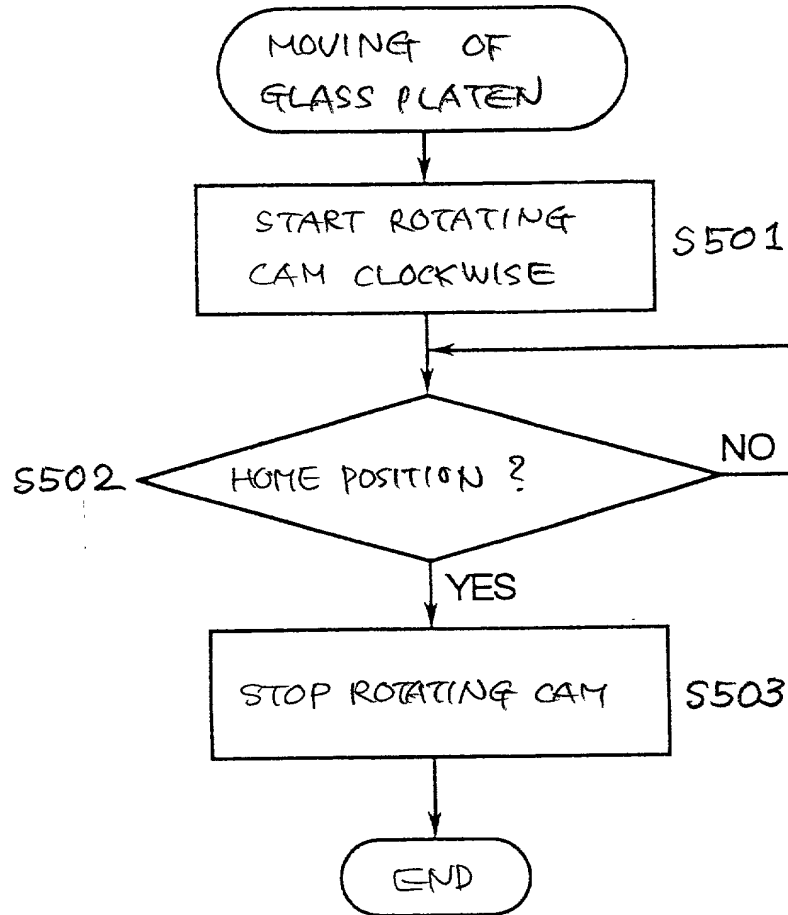 MOVING OF
GLASS PLATEN
START ROTATING
CAM CLOCKWISE
S501
S502
HOME POSITION ?
NO
YES
STOP ROTATING CAM
S503
END